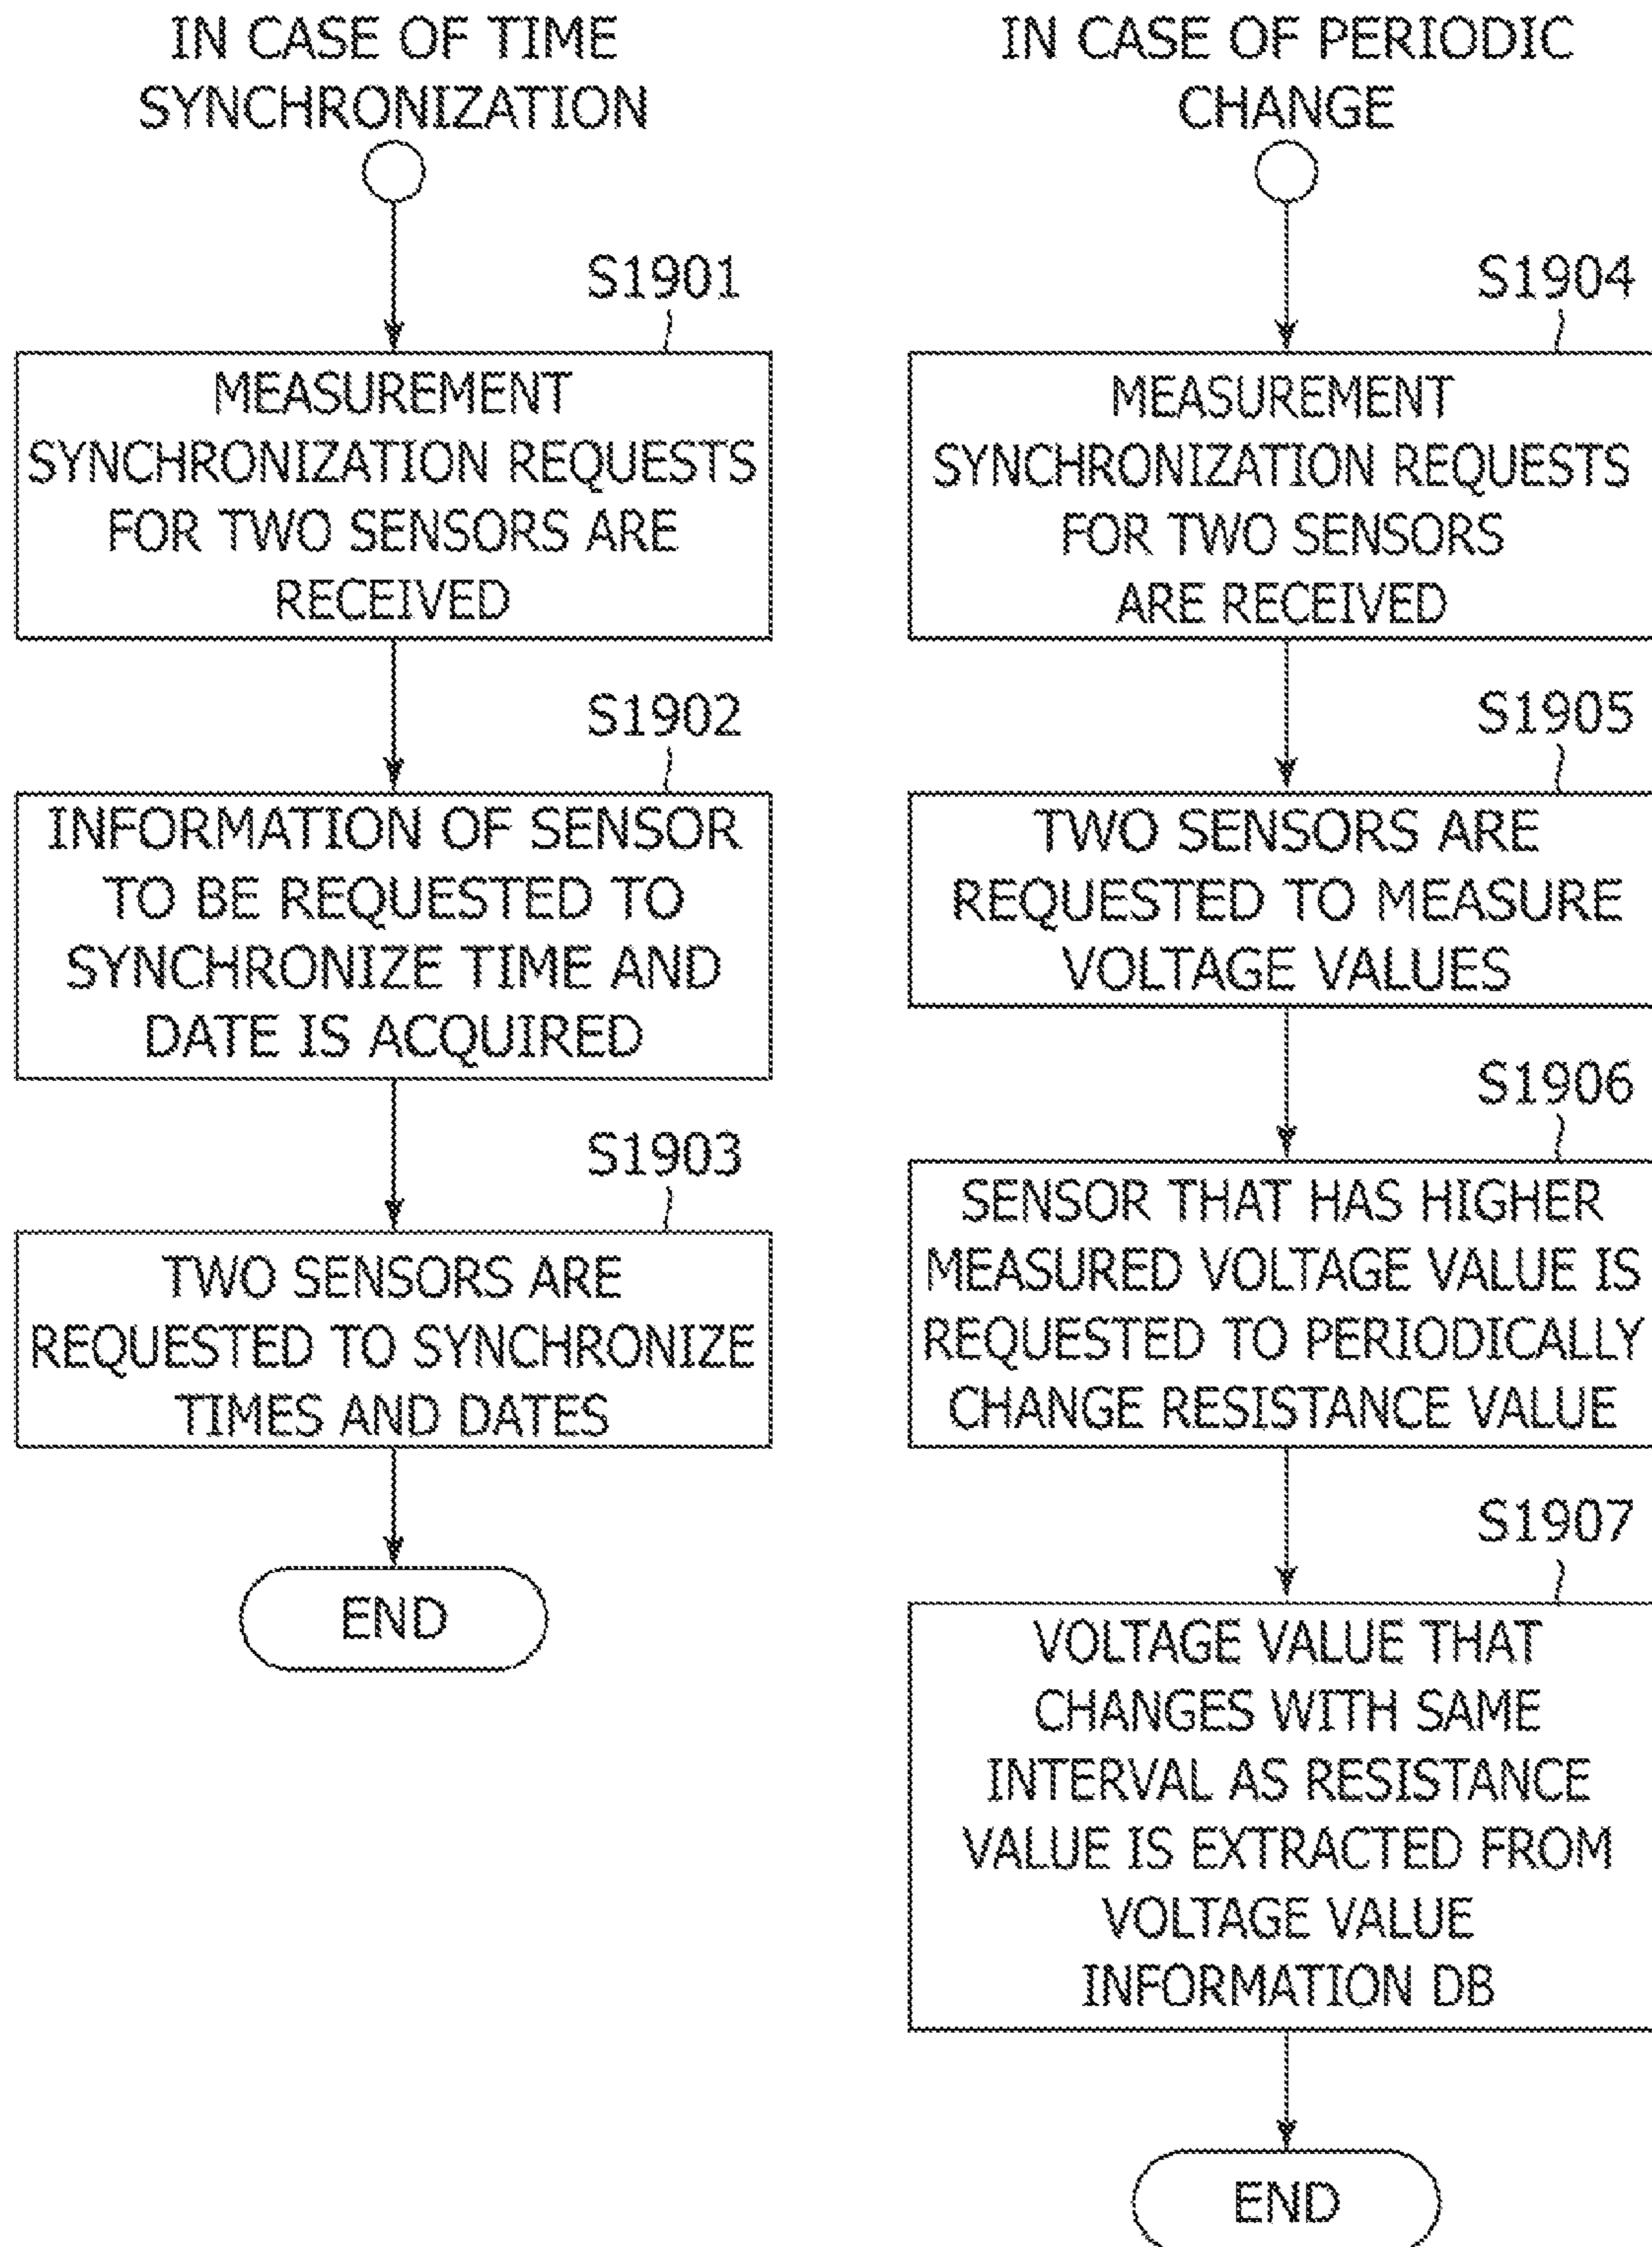 IN CASE OF TIME
SYNCHRONIZATION
S1901
MEASUREMENT
SYNCHRONIZATION REQUESTS
FOR TWO SENSORS ARE
RECEIVED
S1902
INFORMATION OF SENSOR
TO BE REQUESTED TO
SYNCHRONIZE TIME AND
DATE IS ACQUIRED
S1903
TWO SENSORS ARE
REQUESTED TO SYNCHRONIZE
TIMES AND DATES
END
IN CASE OF PERIODIC
CHANGE
S1904
MEASUREMENT
SYNCHRONIZATION REQUESTS
FOR TWO SENSORS
ARE RECEIVED
S1905
TWO SENSORS ARE
REQUESTED TO MEASURE
VOLTAGE VALUES
S1906
SENSOR THAT HAS HIGHER
MEASURED VOLTAGE VALUE IS
REQUESTED TO PERIODICALLY
CHANGE RESISTANCE VALUE
S1907
VOLTAGE VALUE THAT
CHANGES WITH SAME
INTERVAL AS RESISTANCE
VALUE IS EXTRACTED FROM
VOLTAGE VALUE
INFORMATION DB
END